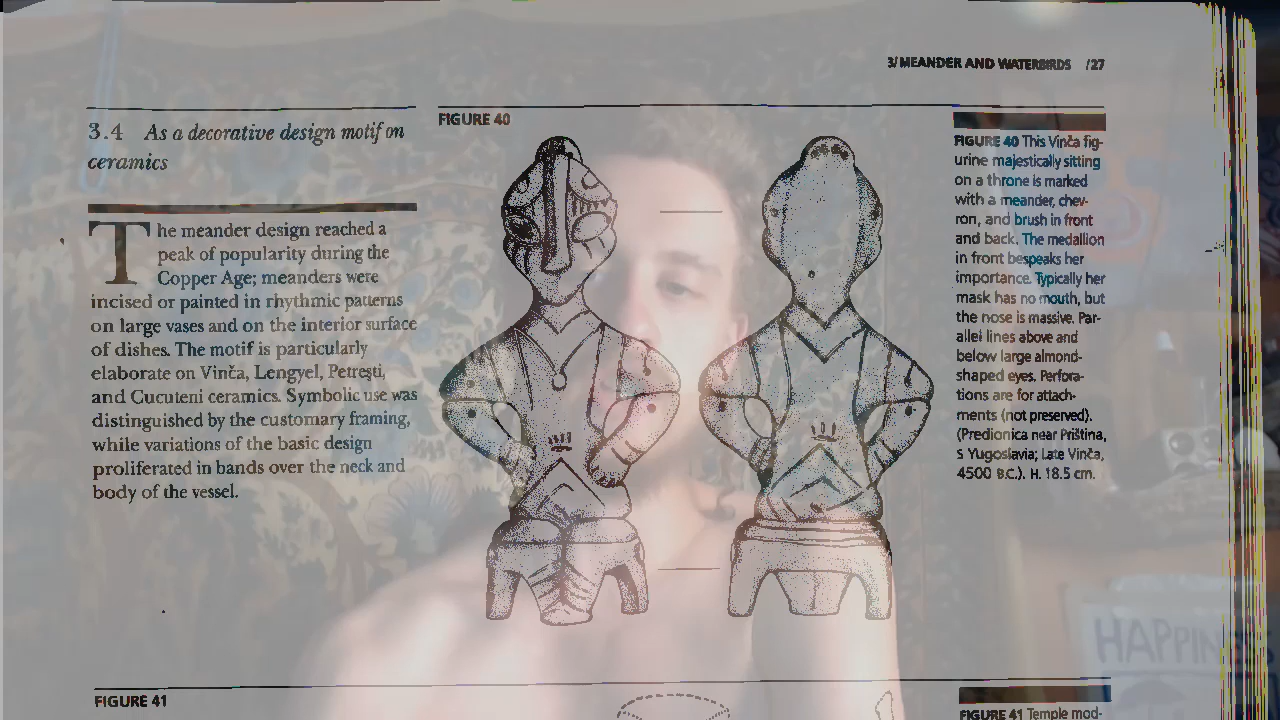 3/MEANDER AND WATERBIRDS /27
3.4 As a decorative design motif on
ceramics
The meander design reached a
peak of popularity during the
Copper Age; meanders were
incised or painted in rhythmic patterns
on large vases and on the interior surface
of dishes. The motif is particularly
elaborate on Vinča, Lengyel, Petreşti,
and Cucuteni ceramics. Symbolic use was
distinguished by the customary framing,
while variations of the basic design
proliferated in bands over the neck and
body of the vessel.
FIGURE 40
FIGURE 40 This Vinča fig-
urine majestically sitting
on a throne is marked
with a meander, chev-
ron, and brush in front
and back. The medallion
in front bespeaks her
importance. Typically her
mask has no mouth, but
the nose is massive. Par-
allel lines above and
below large almond-
shaped eyes. Perfora-
tions are for attach-
ments (not preserved).
(Predionica near Priština,
S Yugoslavia; Late Vinča,
4500 B.C.). H. 18.5 cm.
HAPPINESS
FIGURE 41
FIGURE 41 Temple mod-